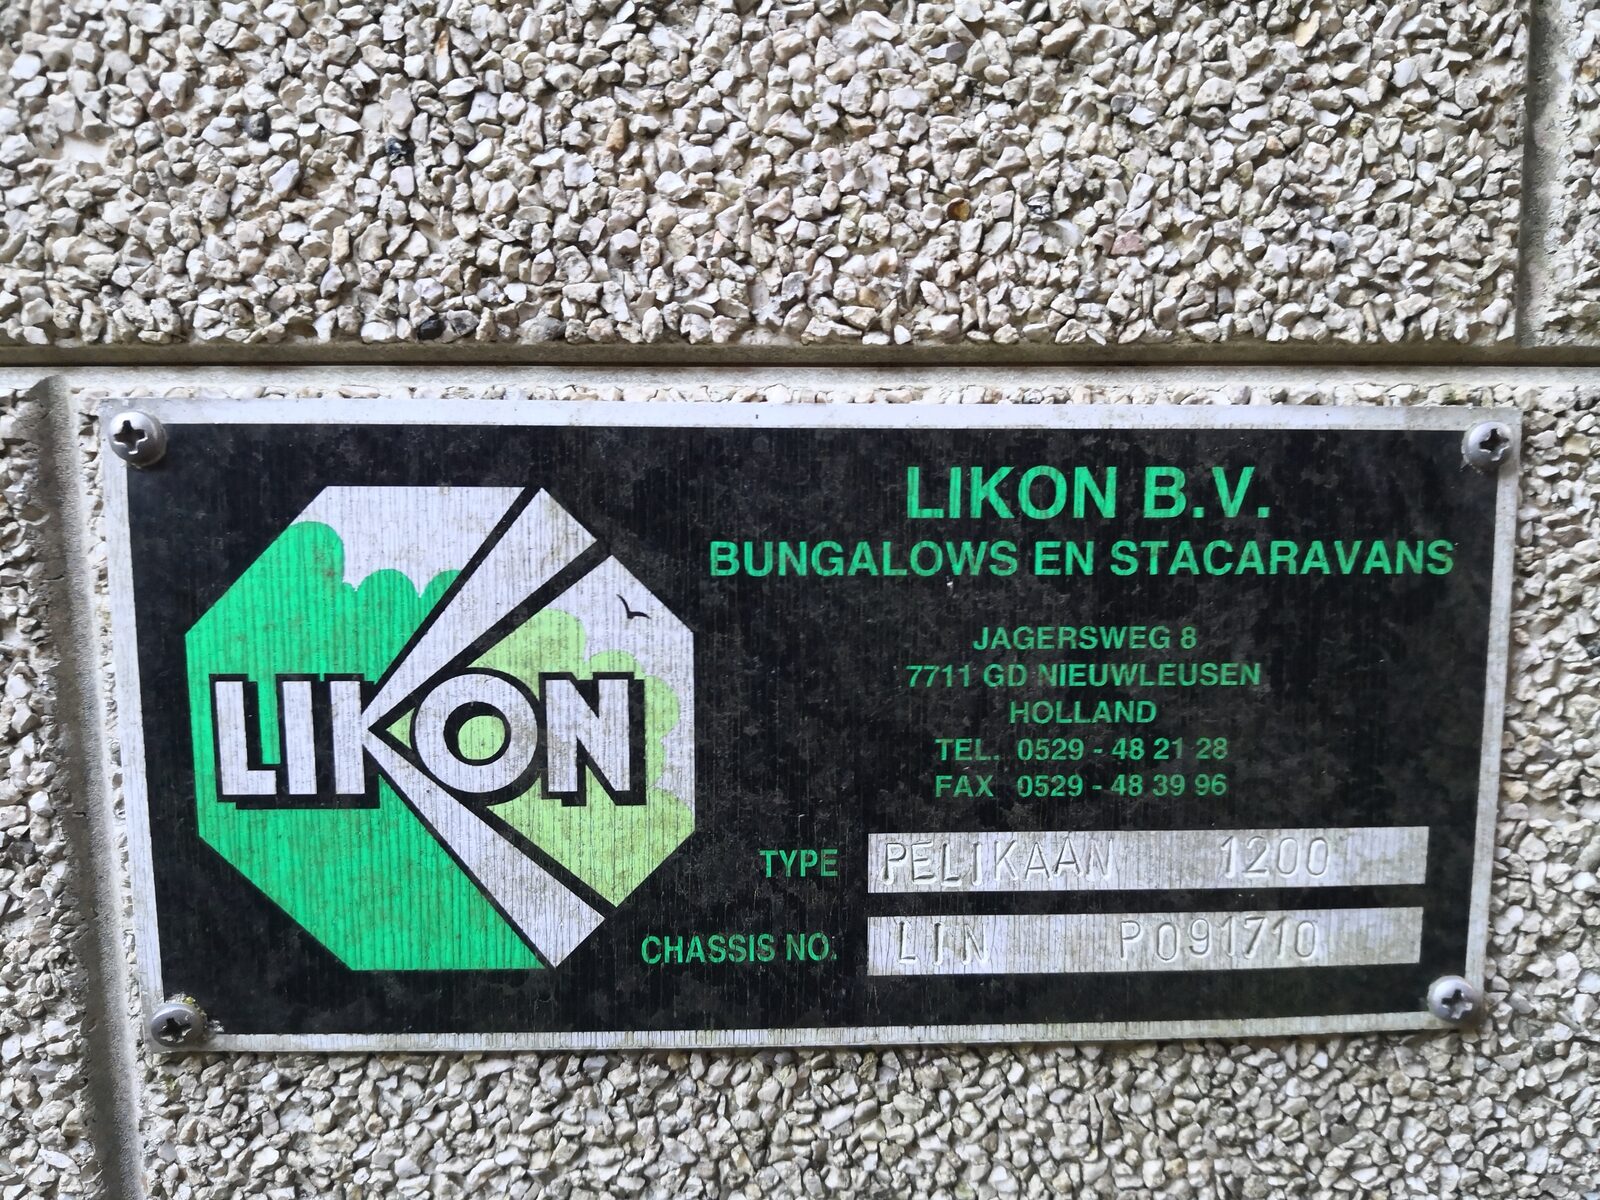 LIKON
LIKON B.V.
BUNGALOWS EN STACARAVANS
JAGERSWEG 8
7711 GD NIEUWLEUSEN
HOLLAND
TEL. 0529 - 48 21 28
FAX 0529 - 48 39 96
TYPE PELIKAAN 1200
CHASSIS NO. LIN P091710